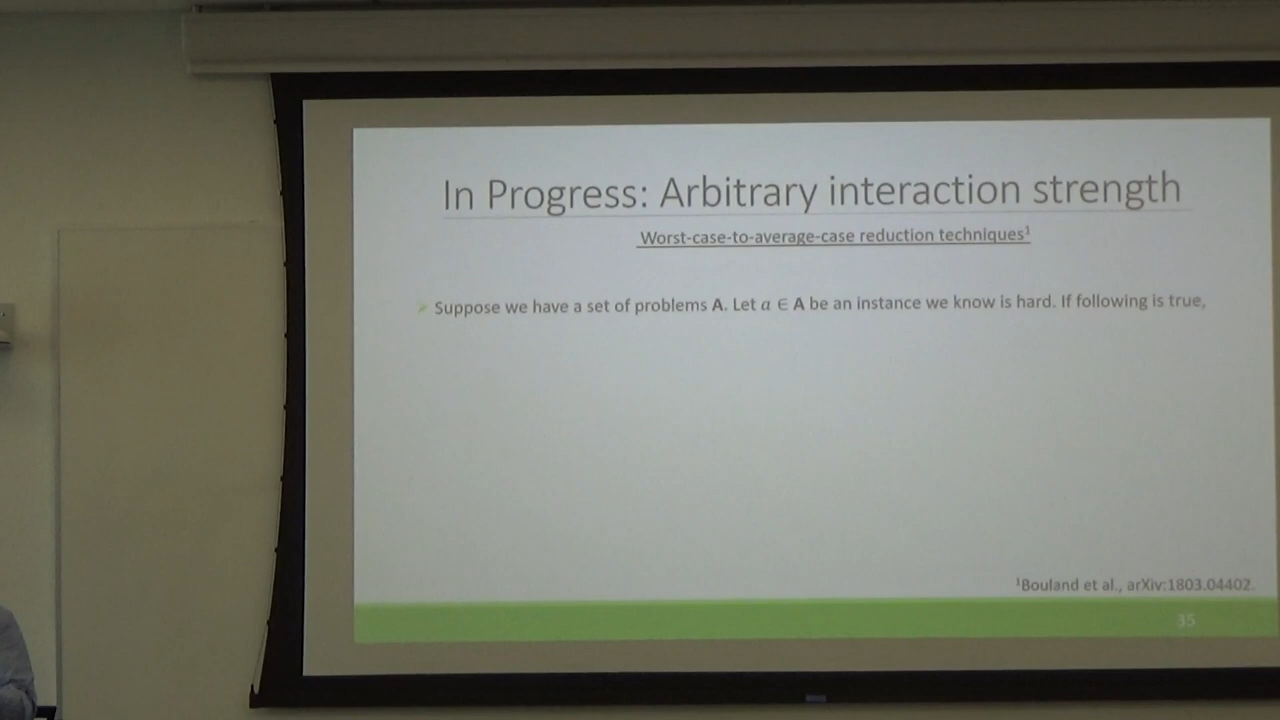 In Progress: Arbitrary interaction strength
Worst-case-to-average-case reduction techniques¹
➢ Suppose we have a set of problems A. Let a ∈ A be an instance we know is hard. If following is true,
¹Bouland et al., arXiv:1803.04402.
35